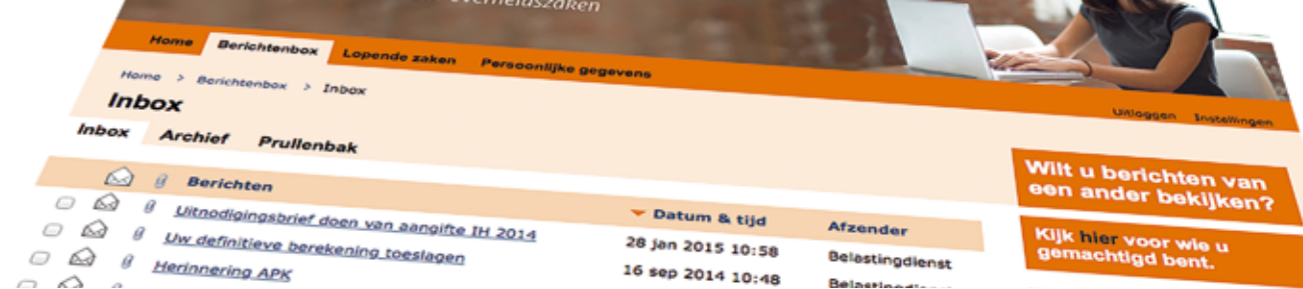 overheidszaken
Home Berichtenbox Lopende zaken Persoonlijke gegevens
Uitloggen Instellingen
Home > Berichtenbox > Inbox
Inbox
Inbox Archief Prullenbak
Berichten Datum & tijd Afzender
Uitnodigingsbrief doen van aangifte IH 2014 28 jan 2015 10:58 Belastingdienst
Uw definitieve berekening toeslagen 16 sep 2014 10:48
Herinnering APK
Wilt u berichten van
een ander bekijken?
Kijk hier voor wie u
gemachtigd bent.